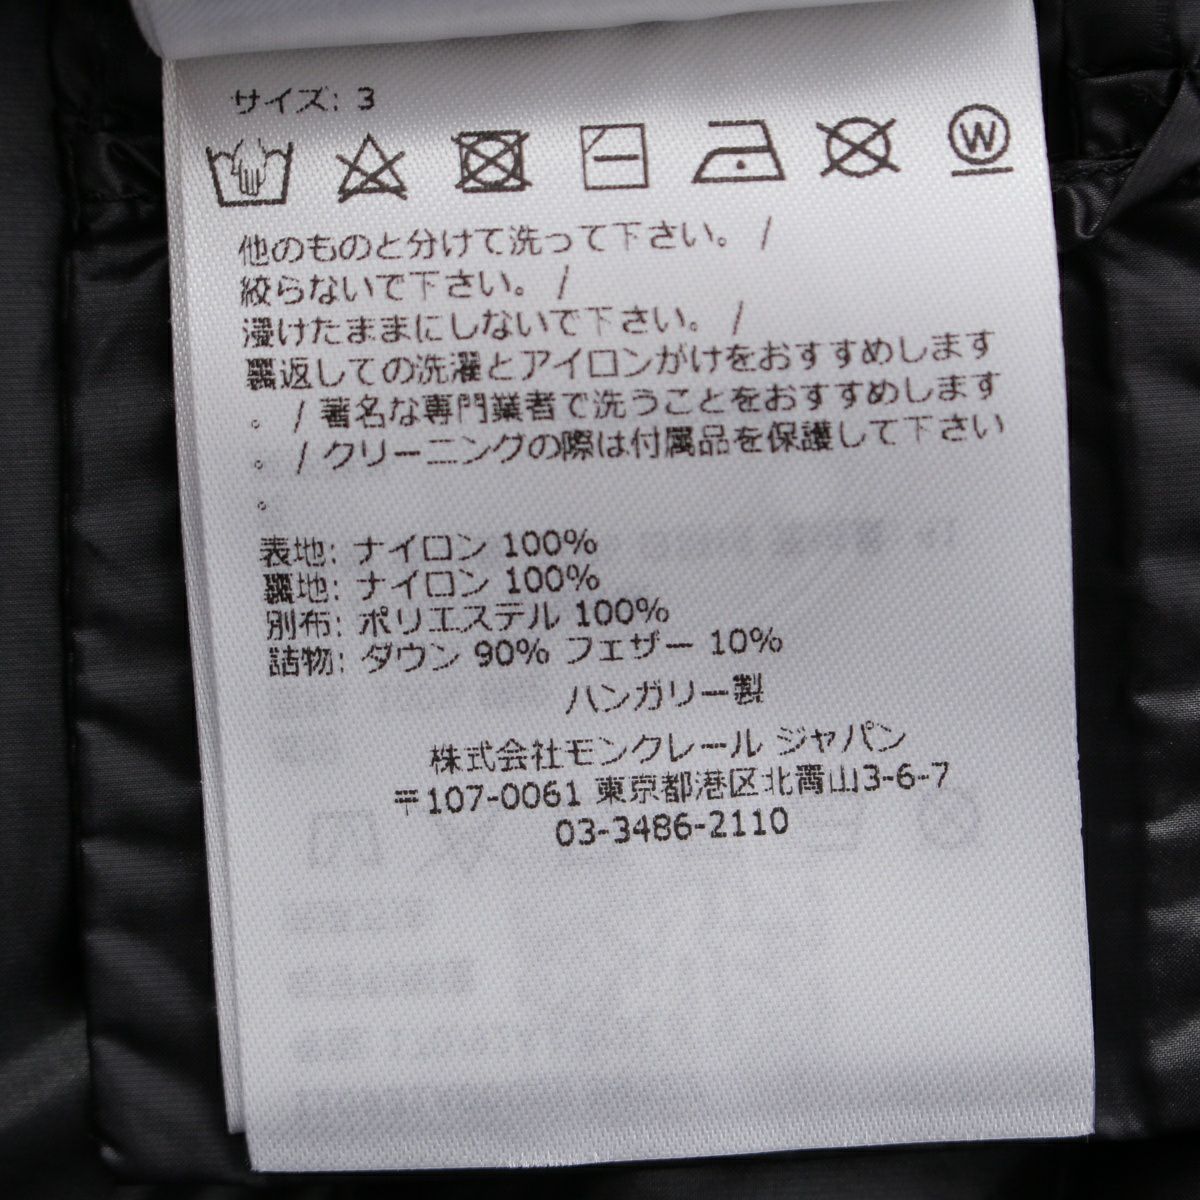 サイズ: 3
W
他のものと分けて洗って下さい。 /
絞らないで下さい。 /
浸けたままにしないで下さい。 /
裏返しての洗濯とアイロンがけをおすすめします
。 / 著名な専門業者で洗うことをおすすめします
。 / クリーニングの際は付属品を保護して下さい
。
表地: ナイロン 100%
裏地: ナイロン 100%
別布: ポリエステル 100%
詰物: ダウン 90% フェザー 10%
ハンガリー製
株式会社モンクレール ジャパン
〒107-0061 東京都港区北青山3-6-7
03-3486-2110